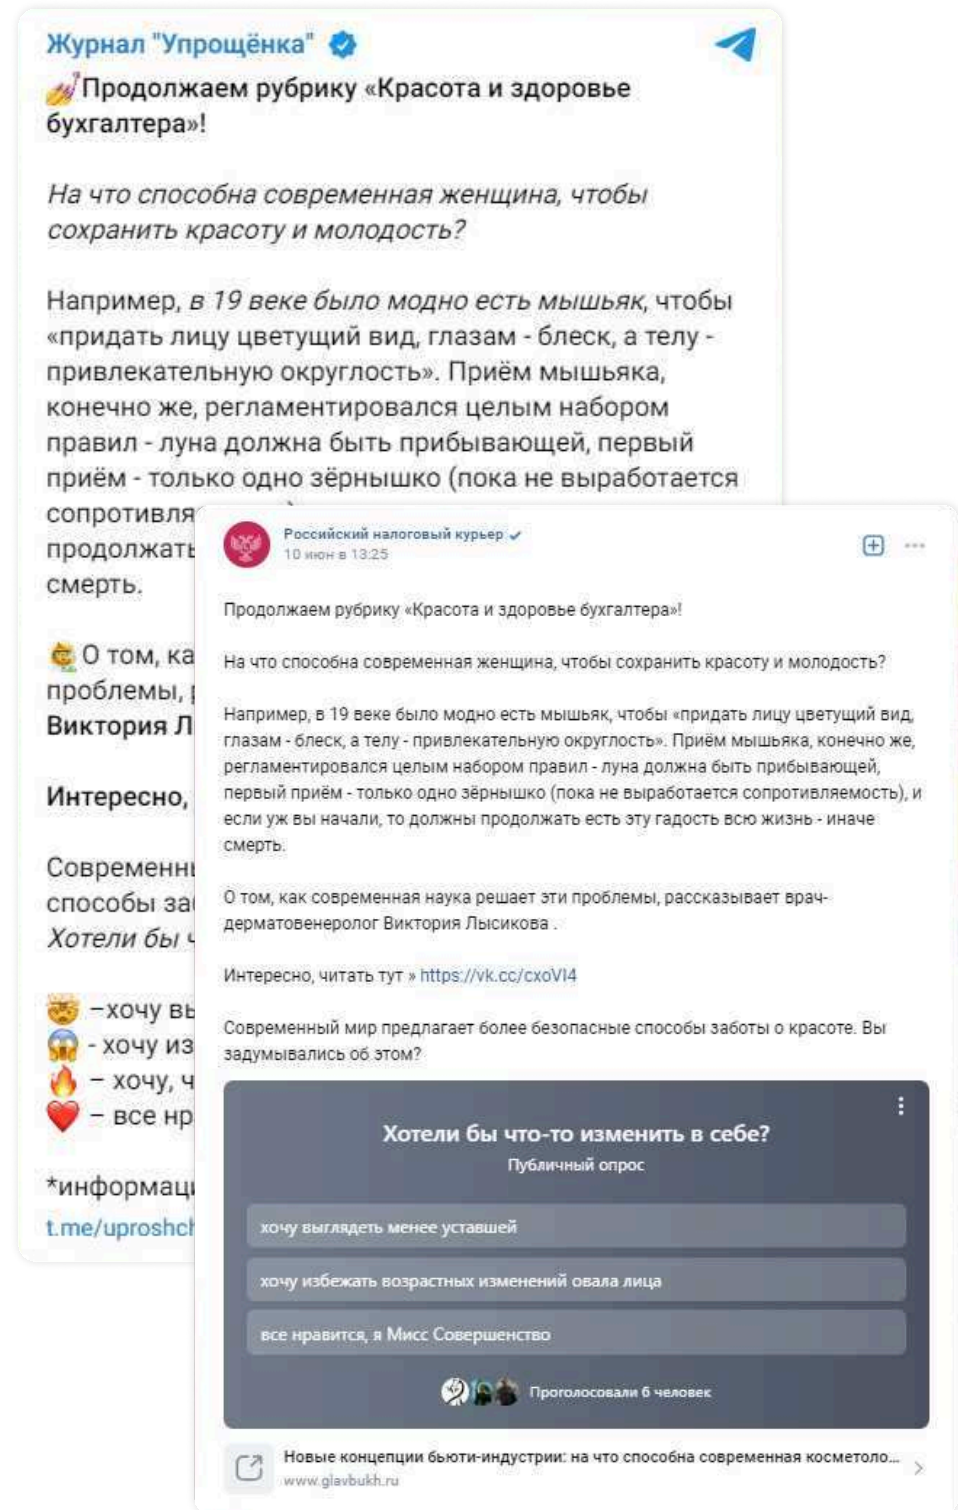 Журнал "Упрощёнка"
Продолжаем рубрику «Красота и здоровье
бухгалтера»!
На что способна современная женщина, чтобы
сохранить красоту и молодость?
Например, в 19 веке было модно есть мышьяк, чтобы
«придать лицу цветущий вид, глазам - блеск, а телу -
привлекательную округлость». Приём мышьяка,
конечно же, регламентировался целым набором
правил - луна должна быть прибывающей, первый
приём - только одно зёрнышко (пока не выработается
сопротивля
продолжать
смерть.
О том, ка
проблемы,
Виктория Л
Интересно,
Современны
способы за
Хотели бы ч
–хочу вы
- хочу из
– хочу, ч
– все нр
*информаци
t.me/uproshch
Российский налоговый курьер
10 июн в 13:25
Продолжаем рубрику «Красота и здоровье бухгалтера»!
На что способна современная женщина, чтобы сохранить красоту и молодость?
Например, в 19 веке было модно есть мышьяк, чтобы «придать лицу цветущий вид,
глазам - блеск, а телу - привлекательную округлость». Приём мышьяка, конечно же,
регламентировался целым набором правил - луна должна быть прибывающей,
первый приём - только одно зёрнышко (пока не выработается сопротивляемость), и
если уж вы начали, то должны продолжать есть эту гадость всю жизнь - иначе
смерть.
О том, как современная наука решает эти проблемы, рассказывает врач-
дерматовенеролог Виктория Лысикова .
Интересно, читать тут » https://vk.cc/cxoVI4
Современный мир предлагает более безопасные способы заботы о красоте. Вы
задумывались об этом?
Хотели бы что-то изменить в себе?
Публичный опрос
хочу выглядеть менее уставшей
хочу избежать возрастных изменений овала лица
все нравится, я Мисс Совершенство
Проголосовали 6 человек
Новые концепции бьюти-индустрии: на что способна современная косметоло...
www.glavbukh.ru